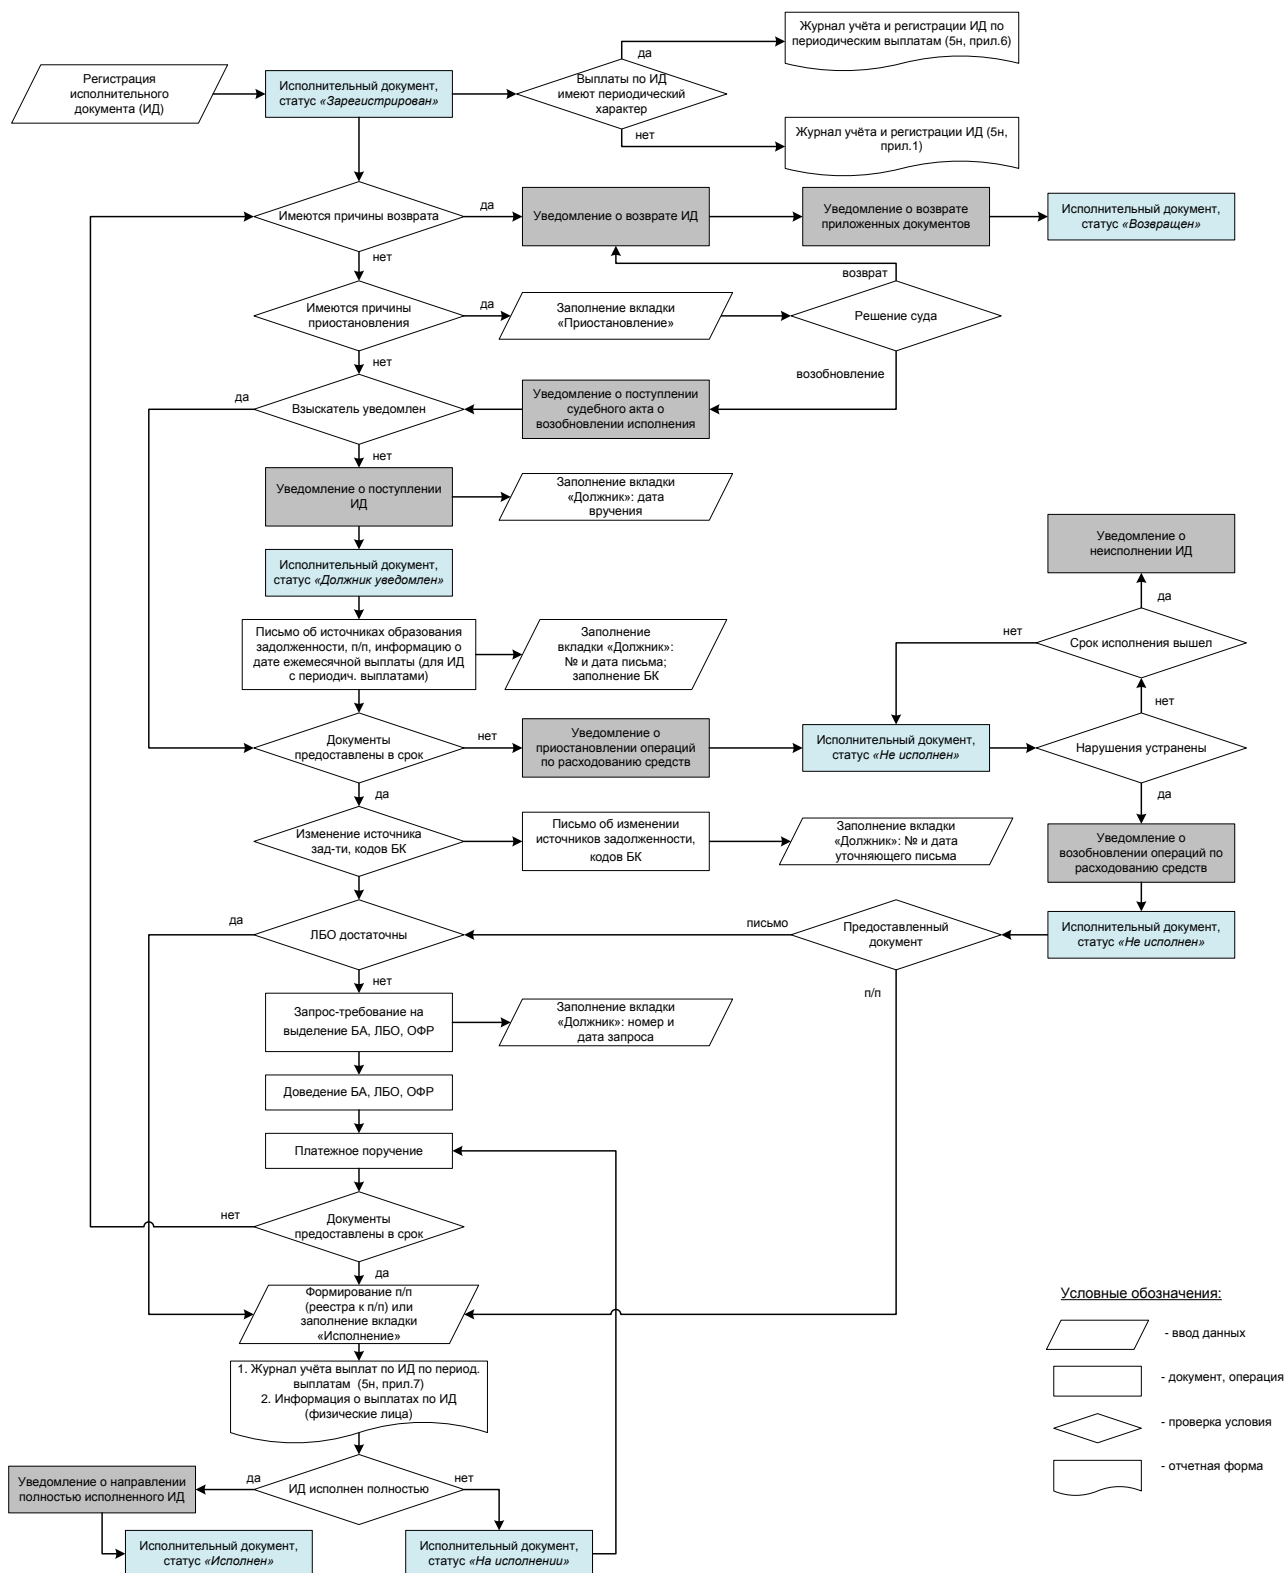 Журнал учёта и регистрации ИД по
периодическим выплатам (5н, прил.6)
да
Регистрация
исполнительного
документа (ИД)
Исполнительный документ,
статус «Зарегистрирован»
Выплаты по ИД
имеют периодический
характер
нет
Журнал учёта и регистрации ИД (5н,
прил.1)
Имеются причины возврата
да
Уведомление о возврате ИД
Уведомление о возврате
приложенных документов
Исполнительный документ,
статус «Возвращен»
нет
возврат
Имеются причины
приостановления
да
Заполнение вкладки
«Приостановление»
Решение суда
нет
возобновление
да
Взыскатель уведомлен
Уведомление о поступлении
судебного акта о
возобновлении исполнения
нет
Уведомление о поступлении
ИД
Заполнение вкладки
«Должник»: дата
вручения
Уведомление о
неисполнении ИД
Исполнительный документ,
статус «Должник уведомлен»
да
Письмо об источниках образования
задолженности, п/п, информацию о
дате ежемесячной выплаты (для ИД
с периодич. выплатами)
Заполнение
вкладки «Должник»:
№ и дата письма;
заполнение БК
нет
Срок исполнения вышел
нет
Документы
предоставлены в срок
нет
Уведомление о
приостановлении операций
по расходованию средств
Исполнительный документ,
статус «Не исполнен»
Нарушения устранены
да
да
Изменение источника
зад-ти, кодов БК
Письмо об изменении
источников задолженности,
кодов БК
Заполнение вкладки
«Должник»: № и дата
уточняющего письма
Уведомление о
возобновлении операций по
расходованию средств
да
ЛБО достаточны
письмо
Предоставленный
документ
Исполнительный документ,
статус «Не исполнен»
нет
п/п
Запрос-требование на
выделение БА, ЛБО, ОФР
Заполнение вкладки
«Должник»: номер и
дата запроса
Доведение БА, ЛБО, ОФР
Платежное поручение
нет
Документы
предоставлены в срок
да
Формирование п/п
(реестра к п/п) или
заполнение вкладки
«Исполнение»
Условные обозначения:
- ввод данных
- документ, операция
- проверка условия
- отчетная форма
1. Журнал учёта выплат по ИД по период.
выплатам (5н, прил.7)
2. Информация о выплатах по ИД
(физические лица)
Уведомление о направлении
полностью исполненного ИД
да
ИД исполнен полностью
нет
Исполнительный документ,
статус «Исполнен»
Исполнительный документ,
статус «На исполнении»